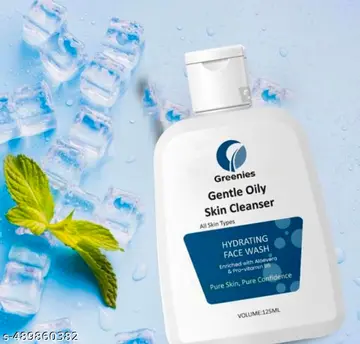 Greenies
Gentle Oily
Skin Cleanser
All Skin Types
HYDRATING
FACE WASH
Enriched with Aloevera
& Pro-vitamin B5
Pure Skin, Pure Confidence
VOLUME:125ML
s-489860382